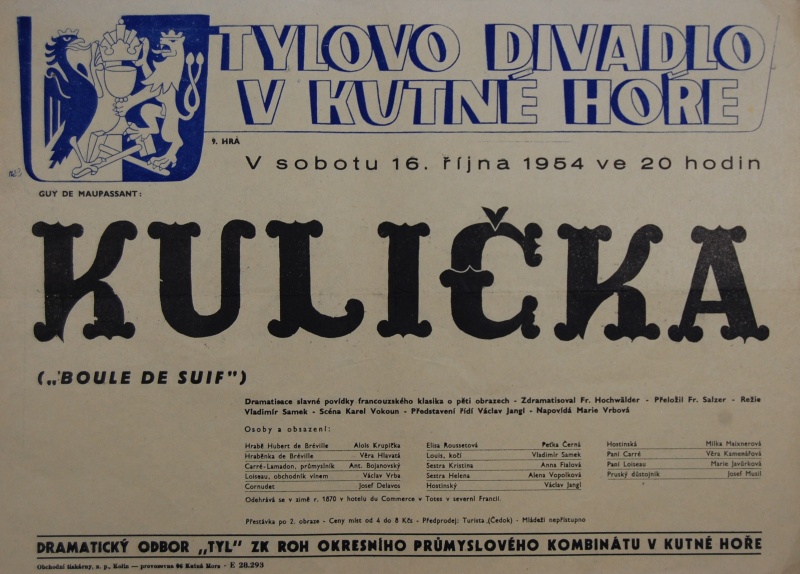 TYLOVO DIVADLO
V KUTNÉ HOŘE
9. HRÁ
V sobotu 16. října 1954 ve 20 hodin
GUY DE MAUPASSANT:
KULIČKA
(„BOULE DE SUIF")
Dramatisace slavné povídky francouzského klasika o pěti obrazech - Zdramatisoval Fr. Hochwälder - Přeložil Fr. Salzer - Režie
Vladimír Samek - Scéna Karel Vokoun - Představení řídí Václav Jangl - Napovídá Marie Vrbová
Osoby a obsazení:
Hrabě Hubert de Bréville Alois Krupička
Hraběnka de Bréville Věra Hlavatá
Carré-Lamadon, průmyslník Ant. Bojanovský
Loiseau, obchodník vínem Václav Vrba
Cornudet Josef Delavos
Elisa Roussetová Peťka Černá
Louis, kočí Vladimír Samek
Sestra Kristina Anna Fialová
Sestra Helena Alena Vopolková
Hostinský Václav Jangl
Hostinská Milka Maixnerová
Paní Carré Věra Kamenářová
Paní Loiseau Marie Javůrková
Pruský důstojník Josef Musil
Odehrává se v zimě r. 1870 v hotelu du Commerce v Totes v severní Francii.
Přestávka po 2. obraze - Ceny míst od 4 do 8 Kčs - Předprodej: Turista (Čedok) - Mládeži nepřístupno
DRAMATICKÝ ODBOR „TYL" ZK ROH OKRESNÍHO PRŮMYSLOVÉHO KOMBINÁTU V KUTNÉ HOŘE
Obchodní tiskárny, n. p., Kolín — provozovna 06 Kutná Hora - E 28.293